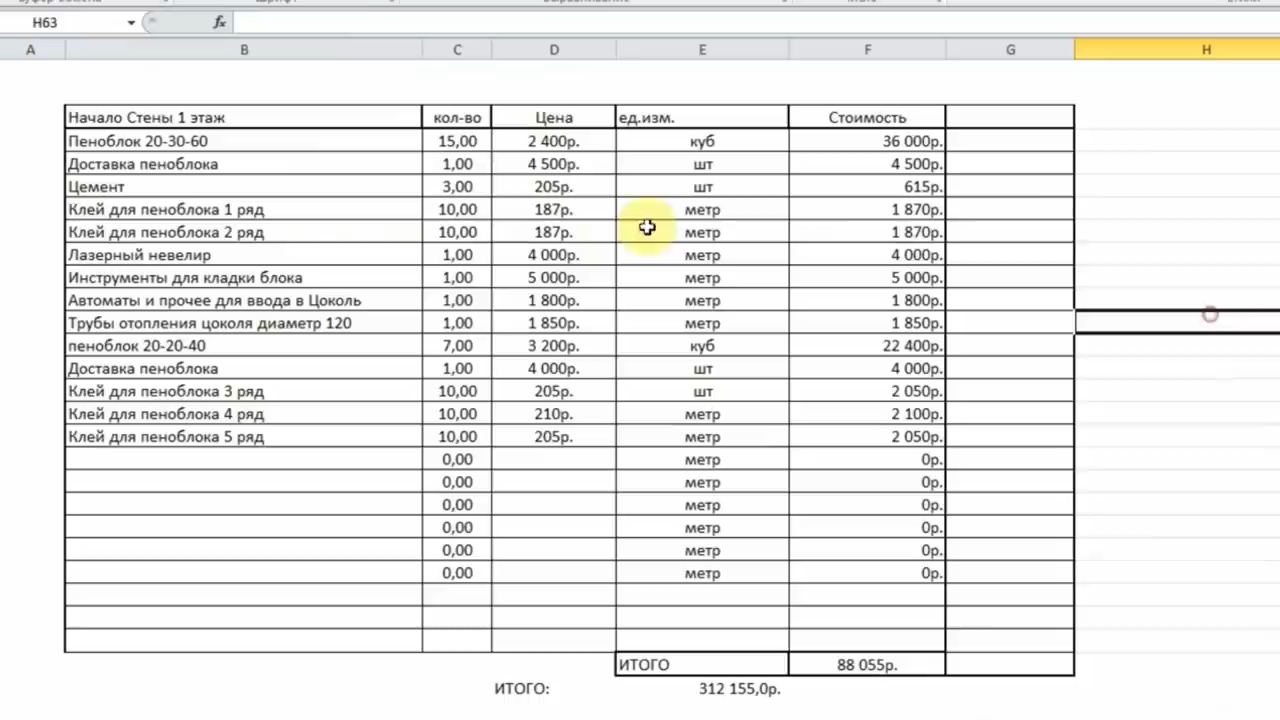 H63 fx
A B C D E F G H
Начало Стены 1 этаж кол-во Цена ед.изм. Стоимость
Пеноблок 20-30-60 15,00 2 400р. куб 36 000р.
Доставка пеноблока 1,00 4 500р. шт 4 500р.
Цемент 3,00 205р. шт 615р.
Клей для пеноблока 1 ряд 10,00 187р. метр 1 870р.
Клей для пеноблока 2 ряд 10,00 187р. метр 1 870р.
Лазерный невелир 1,00 4 000р. метр 4 000р.
Инструменты для кладки блока 1,00 5 000р. метр 5 000р.
Автоматы и прочее для ввода в Цоколь 1,00 1 800р. метр 1 800р.
Трубы отопления цоколя диаметр 120 1,00 1 850р. метр 1 850р.
пеноблок 20-20-40 7,00 3 200р. куб 22 400р.
Доставка пеноблока 1,00 4 000р. шт 4 000р.
Клей для пеноблока 3 ряд 10,00 205р. шт 2 050р.
Клей для пеноблока 4 ряд 10,00 210р. метр 2 100р.
Клей для пеноблока 5 ряд 10,00 205р. метр 2 050р.
0,00 метр 0р.
0,00 метр 0р.
0,00 метр 0р.
0,00 метр 0р.
0,00 метр 0р.
0,00 метр 0р.
ИТОГО 88 055р.
ИТОГО: 312 155,0р.